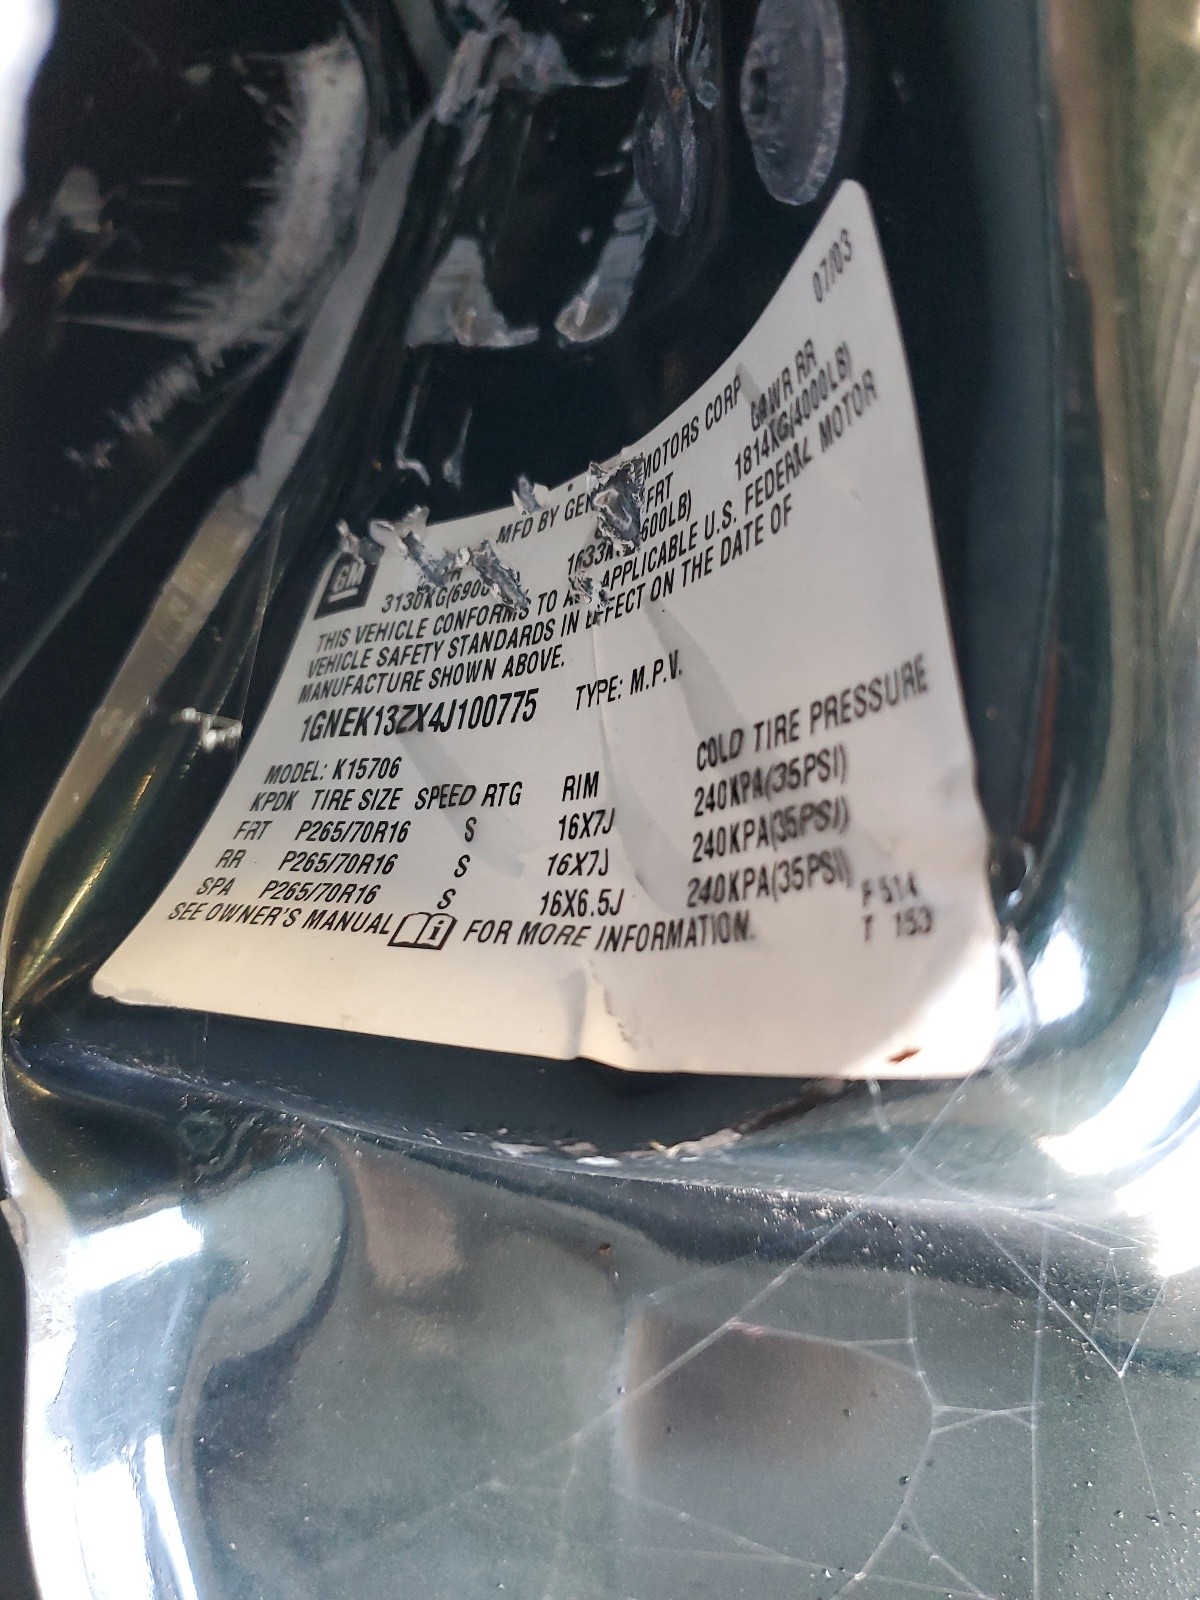 07/03
MFD BY GEN MOTORS CORP
GM
FRT GAWR RR
3130KG(690 1633K 600LB) 1814KG(4000LB)
THIS VEHICLE CONFORMS TO APPLICABLE U.S. FEDERAL MOTOR
VEHICLE SAFETY STANDARDS IN EFFECT ON THE DATE OF
MANUFACTURE SHOWN ABOVE.
1GNEK13ZX4J100775 TYPE: M.P.V.
MODEL: K15706
KPDK TIRE SIZE SPEED RTG RIM COLD TIRE PRESSURE
FRT P265/70R16 S 16X7J 240KPA(35PSI)
RR P265/70R16 S 16X7J 240KPA(35PSI)
SPA P265/70R16 S 16X6.5J 240KPA(35PSI)
SEE OWNER'S MANUAL i FOR MORE INFORMATION.
F 514
T 153